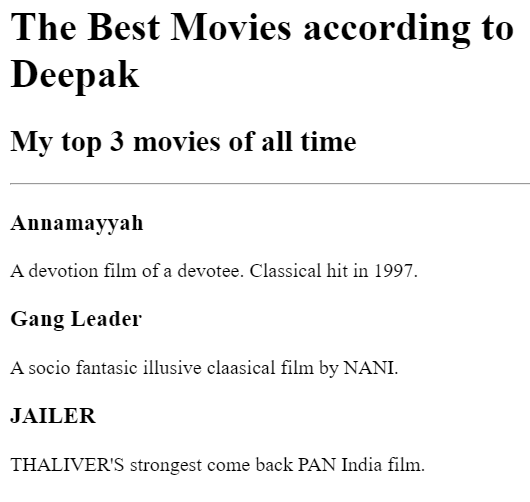 The Best Movies according to
Deepak
My top 3 movies of all time
Annamayyah
A devotion film of a devotee. Classical hit in 1997.
Gang Leader
A socio fantasic illusive claasical film by NANI.
JAILER
THALIVER'S strongest come back PAN India film.